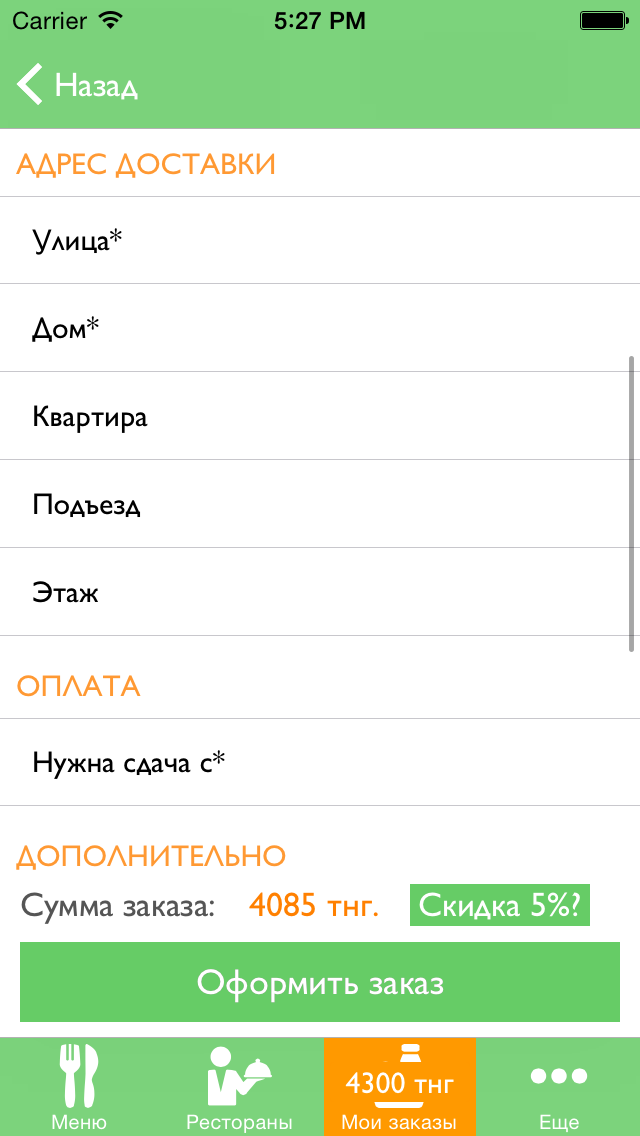 Carrier 5:27 PM
Назад
АДРЕС ДОСТАВКИ
Улица*
Дом*
Квартира
Подъезд
Этаж
ОПЛАТА
Нужна сдача с*
ДОПОЛНИТЕЛЬНО
Сумма заказа: 4085 тнг. Скидка 5%?
Оформить заказ
4300 тнг
Меню Рестораны Мои заказы Еще